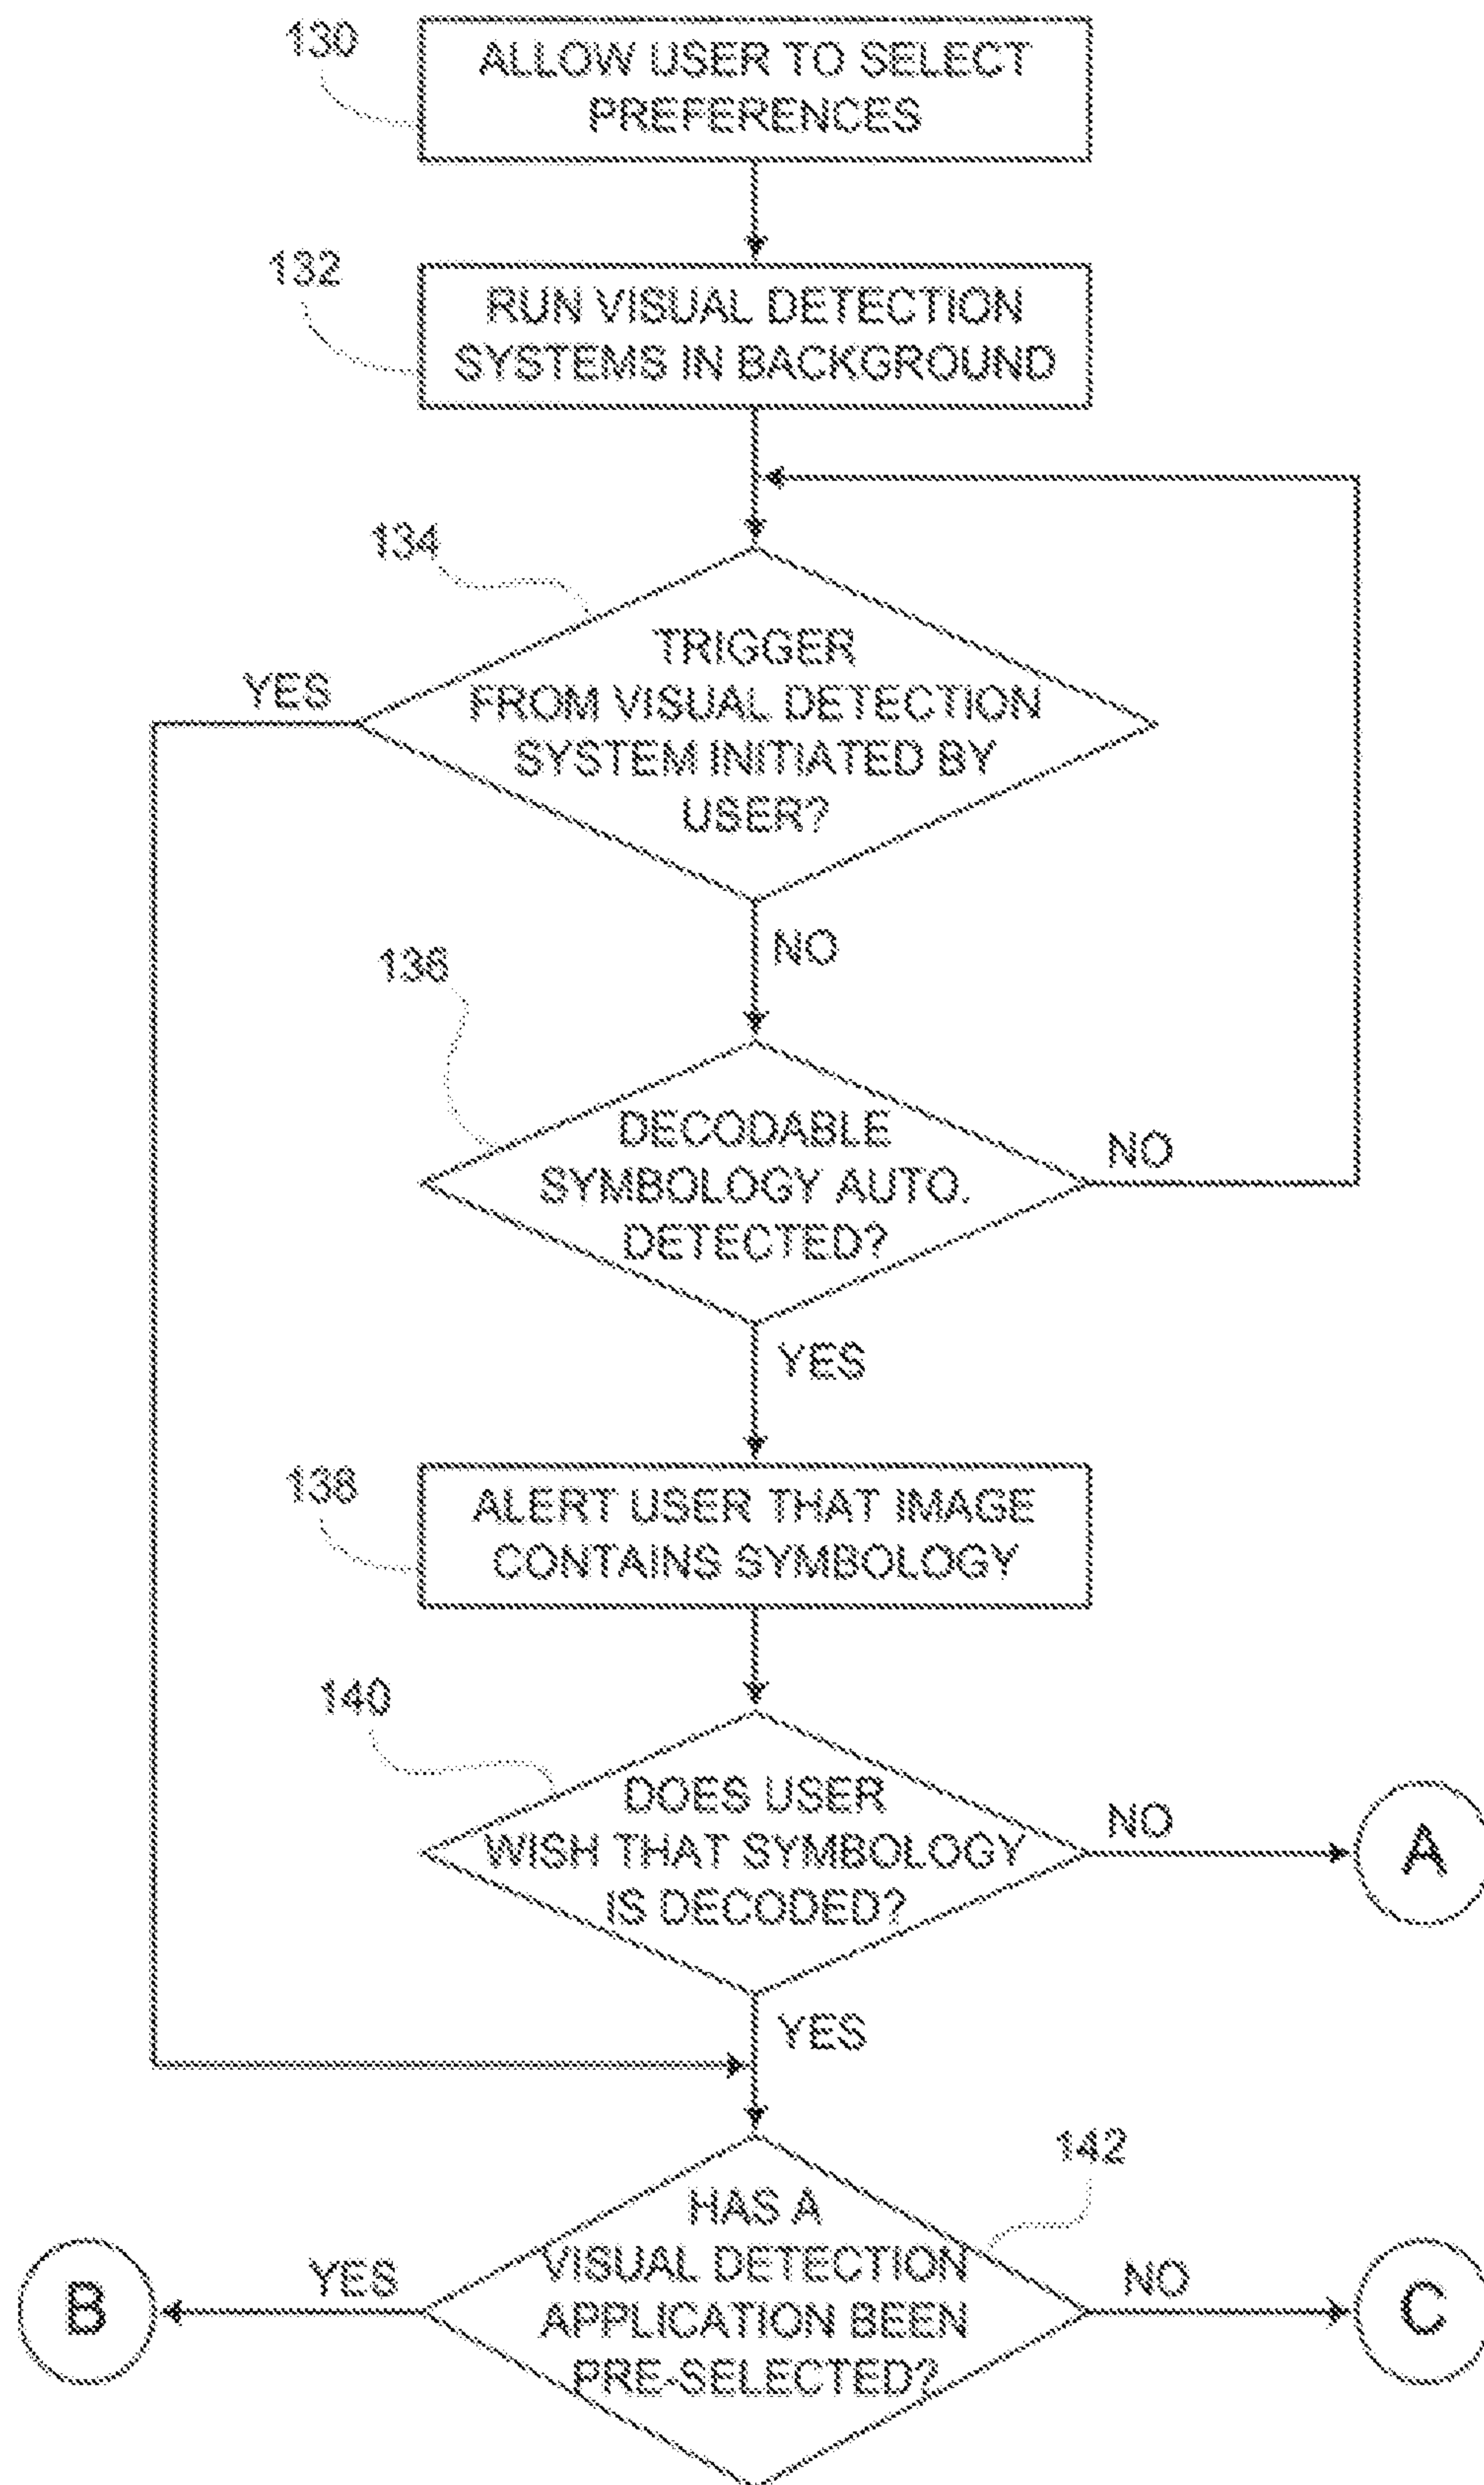 130
ALLOW USER TO SELECT
PREFERENCES
132
RUN VISUAL DETECTION
SYSTEMS IN BACKGROUND
134
TRIGGER
FROM VISUAL DETECTION
SYSTEM INITIATED BY
USER?
YES
NO
136
DECODABLE
SYMBOLOGY AUTO.
DETECTED?
NO
YES
138
ALERT USER THAT IMAGE
CONTAINS SYMBOLOGY
140
DOES USER
WISH THAT SYMBOLOGY
IS DECODED?
NO
A
YES
142
HAS A
VISUAL DETECTION
APPLICATION BEEN
PRE-SELECTED?
YES
B
NO
C